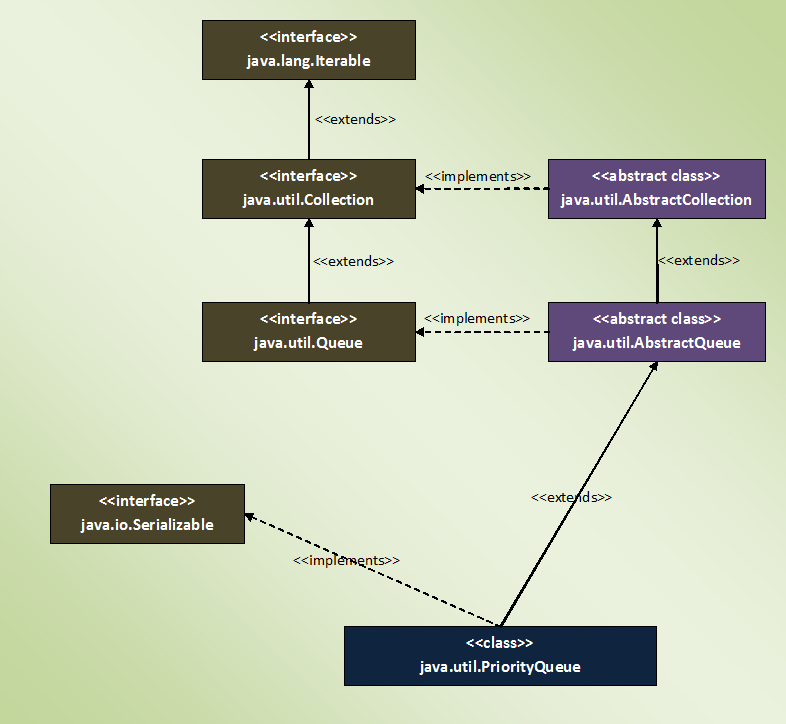 <<interface>>
java.lang.Iterable
<<extends>>
<<interface>>
java.util.Collection
<<implements>>
<<abstract class>>
java.util.AbstractCollection
<<extends>>
<<extends>>
<<interface>>
java.util.Queue
<<implements>>
<<abstract class>>
java.util.AbstractQueue
<<extends>>
<<interface>>
java.io.Serializable
<<implements>>
<<class>>
java.util.PriorityQueue